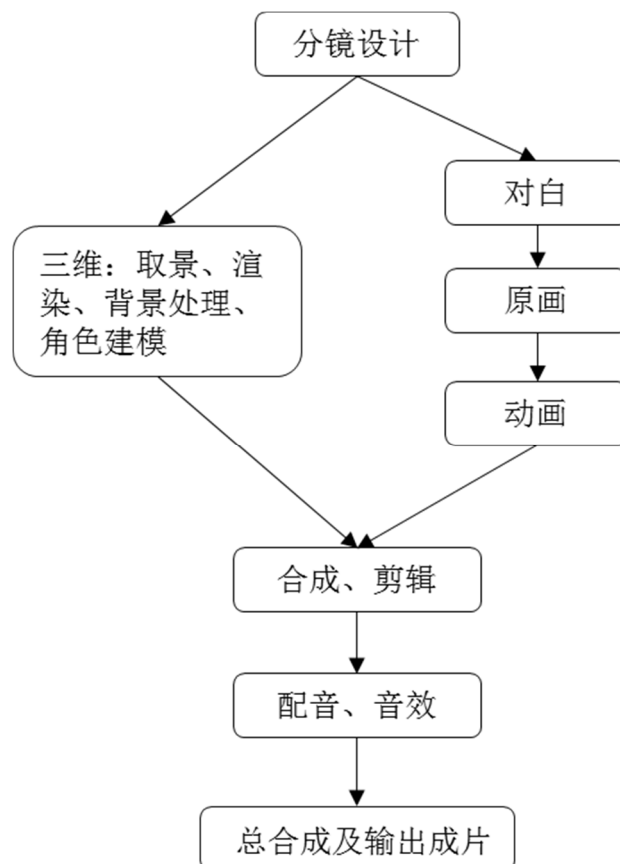 分镜设计
对白
三维：取景、渲
染、背景处理、
角色建模
原画
动画
合成、剪辑
配音、音效
总合成及输出成片